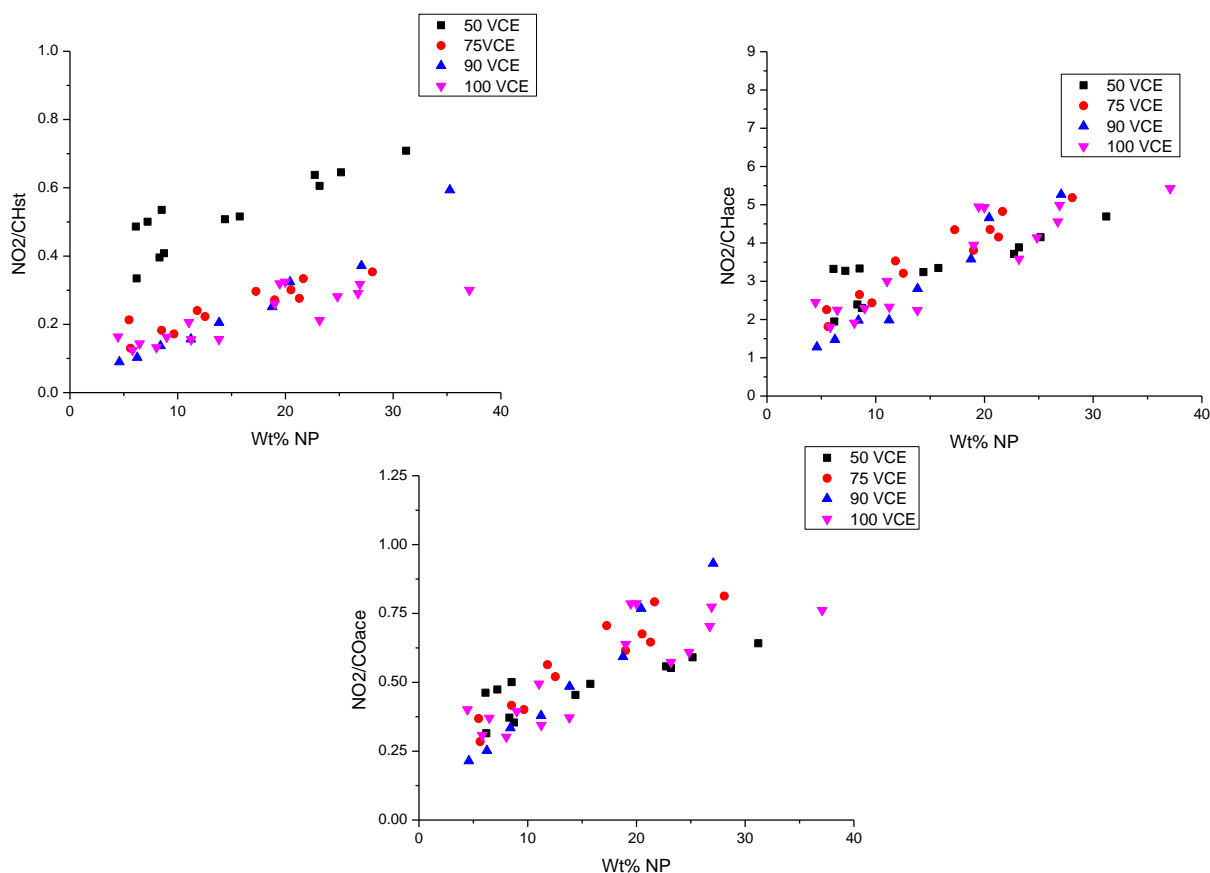 50 VCE
75VCE
90 VCE
100 VCE
1.0
0.8
0.6
0.4
0.2
0.0
NO2/CHst
0 10 20 30 40
Wt% NP
50 VCE
75 VCE
90 VCE
100 VCE
9
8
7
6
5
4
3
2
1
0
NO2/CHace
0 10 20 30 40
Wt% NP
50 VCE
75 VCE
90 VCE
100 VCE
1.25
1.00
0.75
0.50
0.25
0.00
NO2/COace
0 10 20 30 40
Wt% NP